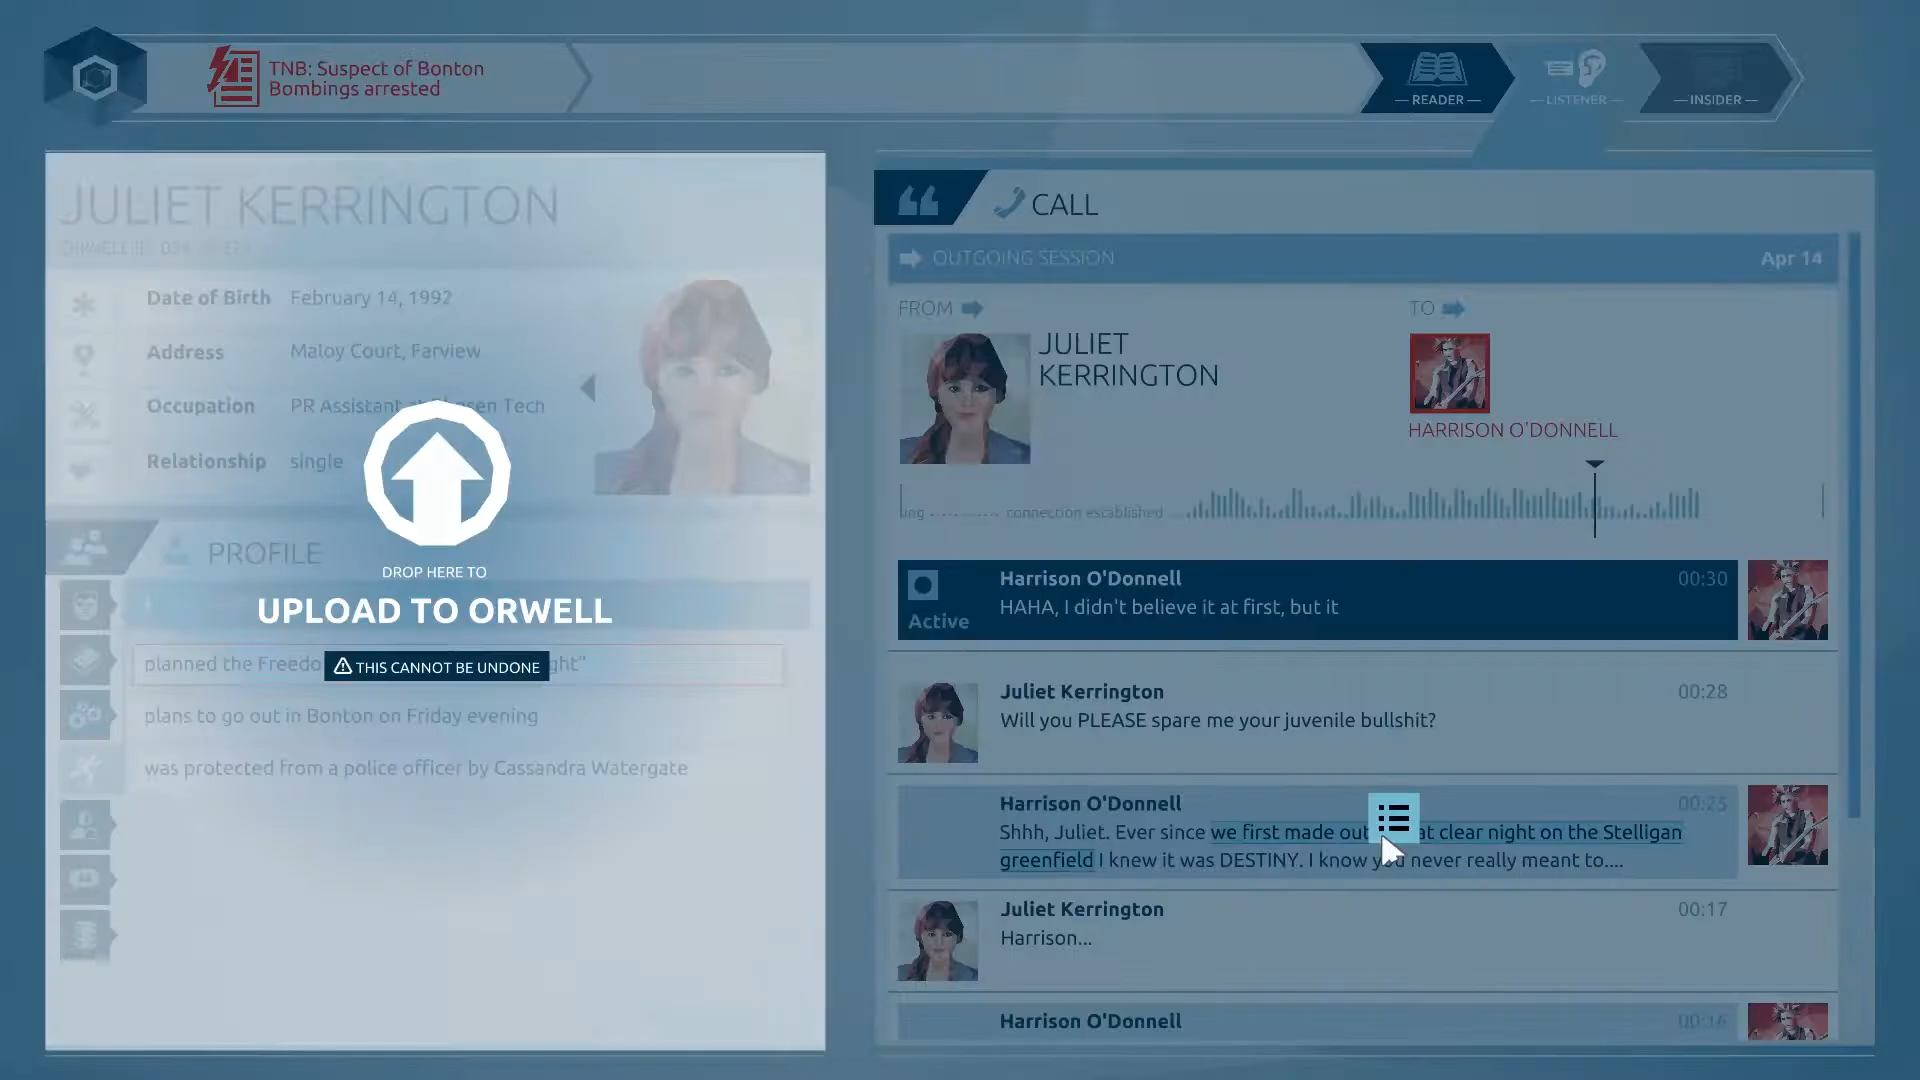 TNB: Suspect of Bonton
Bombings arrested
READER
LISTENER
INSIDER
JULIET KERRINGTON
Date of Birth February 14, 1992
Address Maloy Court, Farview
Occupation PR Assistant at Tech
Relationship single
PROFILE
DROP HERE TO
UPLOAD TO ORWELL
THIS CANNOT BE UNDONE
planned the
plans to go out in Bonton on Friday evening
was protected from a police officer by Cassandra Watergate
CALL
OUTGOING SESSION Apr 14
FROM TO
JULIET
KERRINGTON
HARRISON O'DONNELL
connection established
Harrison O'Donnell 00:30
HAHA, I didn't believe it at first, but it
Active
Juliet Kerrington 00:28
Will you PLEASE spare me your juvenile bullshit?
Harrison O'Donnell 00:25
Shhh, Juliet. Ever since we first made out at clear night on the Stelligan
greenfield I knew it was DESTINY. I know you never really meant to....
Juliet Kerrington 00:17
Harrison...
Harrison O'Donnell 00:16